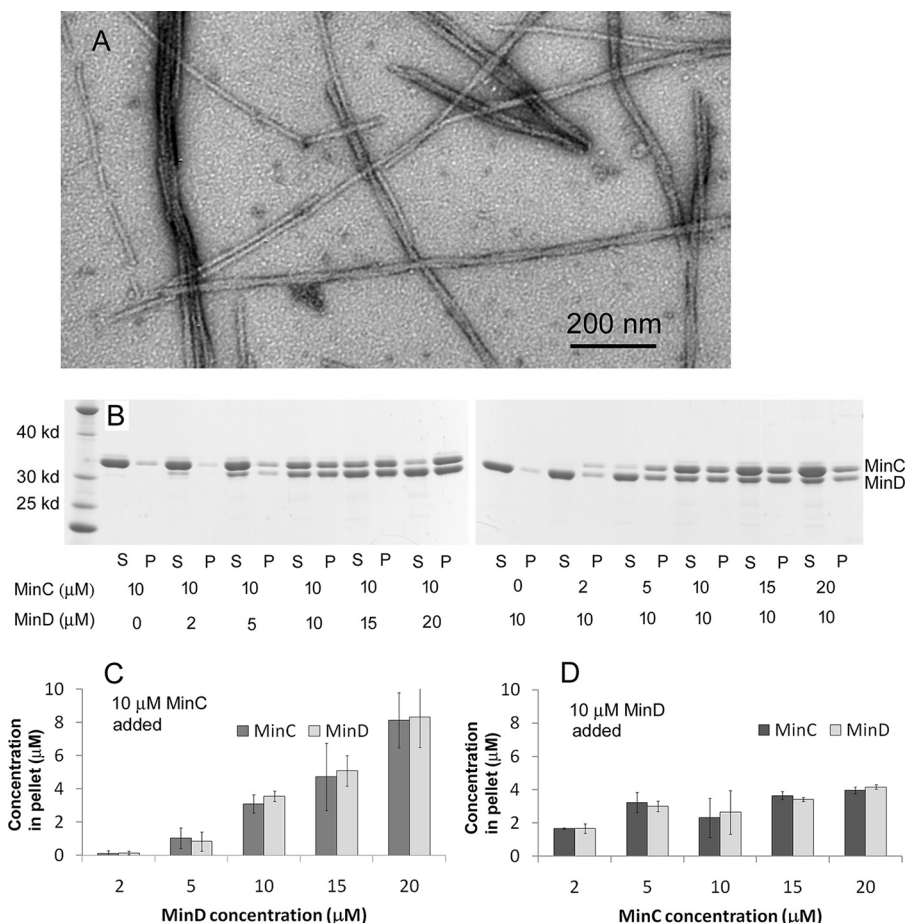 A
200 nm
B
40 kd
30 kd
25 kd
MinC
MinD
S P S P S P S P S P S P S P S P S P S P S P S P
MinC (μM) 10 10 10 10 10 10 0 2 5 10 15 20
MinD (μM) 0 2 5 10 15 20 10 10 10 10 10 10
C
10 μM MinC
added
MinC MinD
Concentration
in pellet (μM)
10
8
6
4
2
0
2 5 10 15 20
MinD concentration (μM)
D
10 μM MinD
added
MinC MinD
Concentration
in pellet (μM)
10
8
6
4
2
0
2 5 10 15 20
MinC concentration (μM)